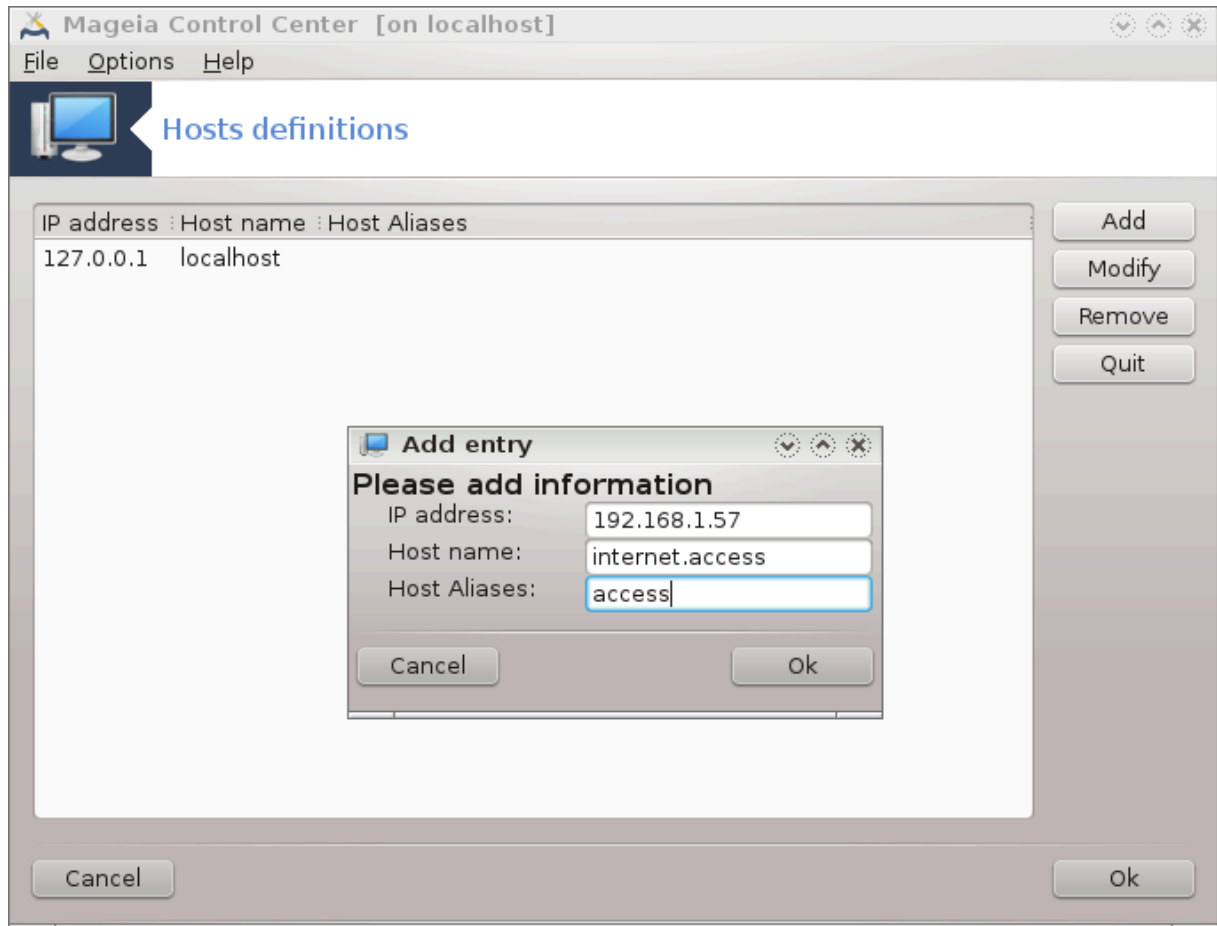 Mageia Control Center [on localhost]
File Options Help
Hosts definitions
IP address Host name Host Aliases
127.0.0.1 localhost
Add
Modify
Remove
Quit
Add entry
Please add information
IP address: 192.168.1.57
Host name: internet.access
Host Aliases: access
Cancel Ok
Cancel Ok